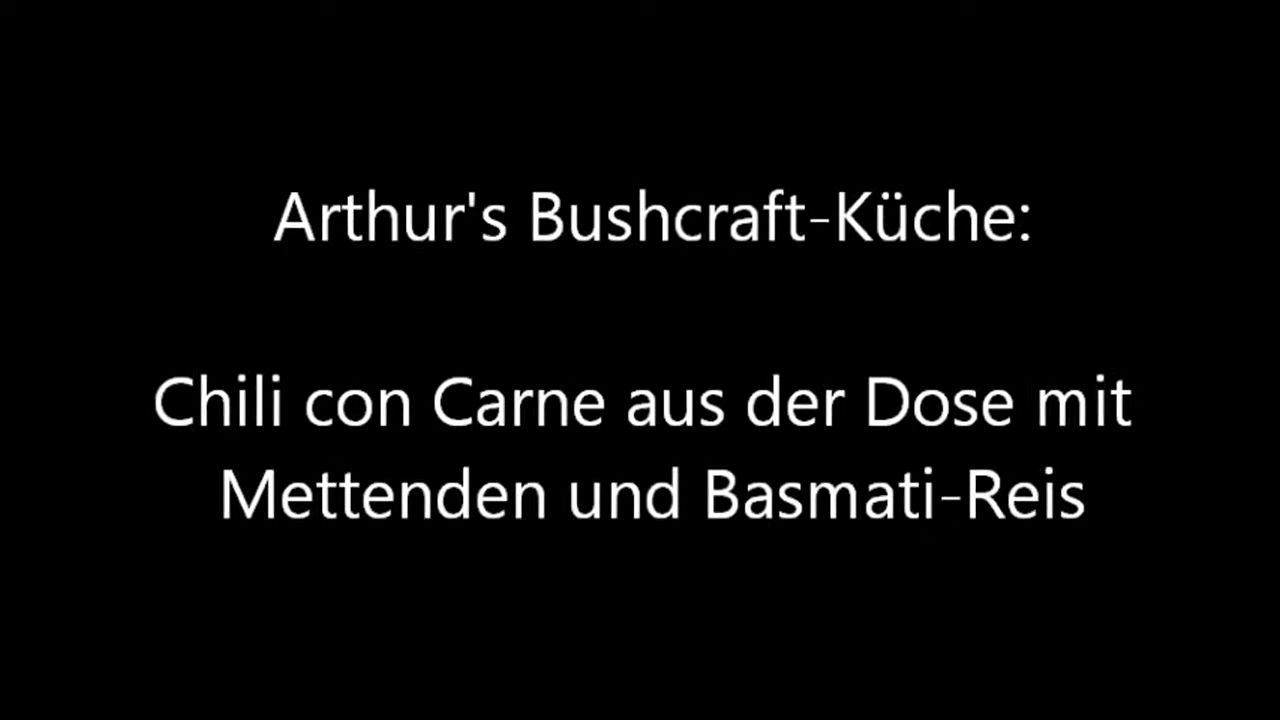 Arthur's Bushcraft-Küche:
Chili con Carne aus der Dose mit
Mettenden und Basmati-Reis